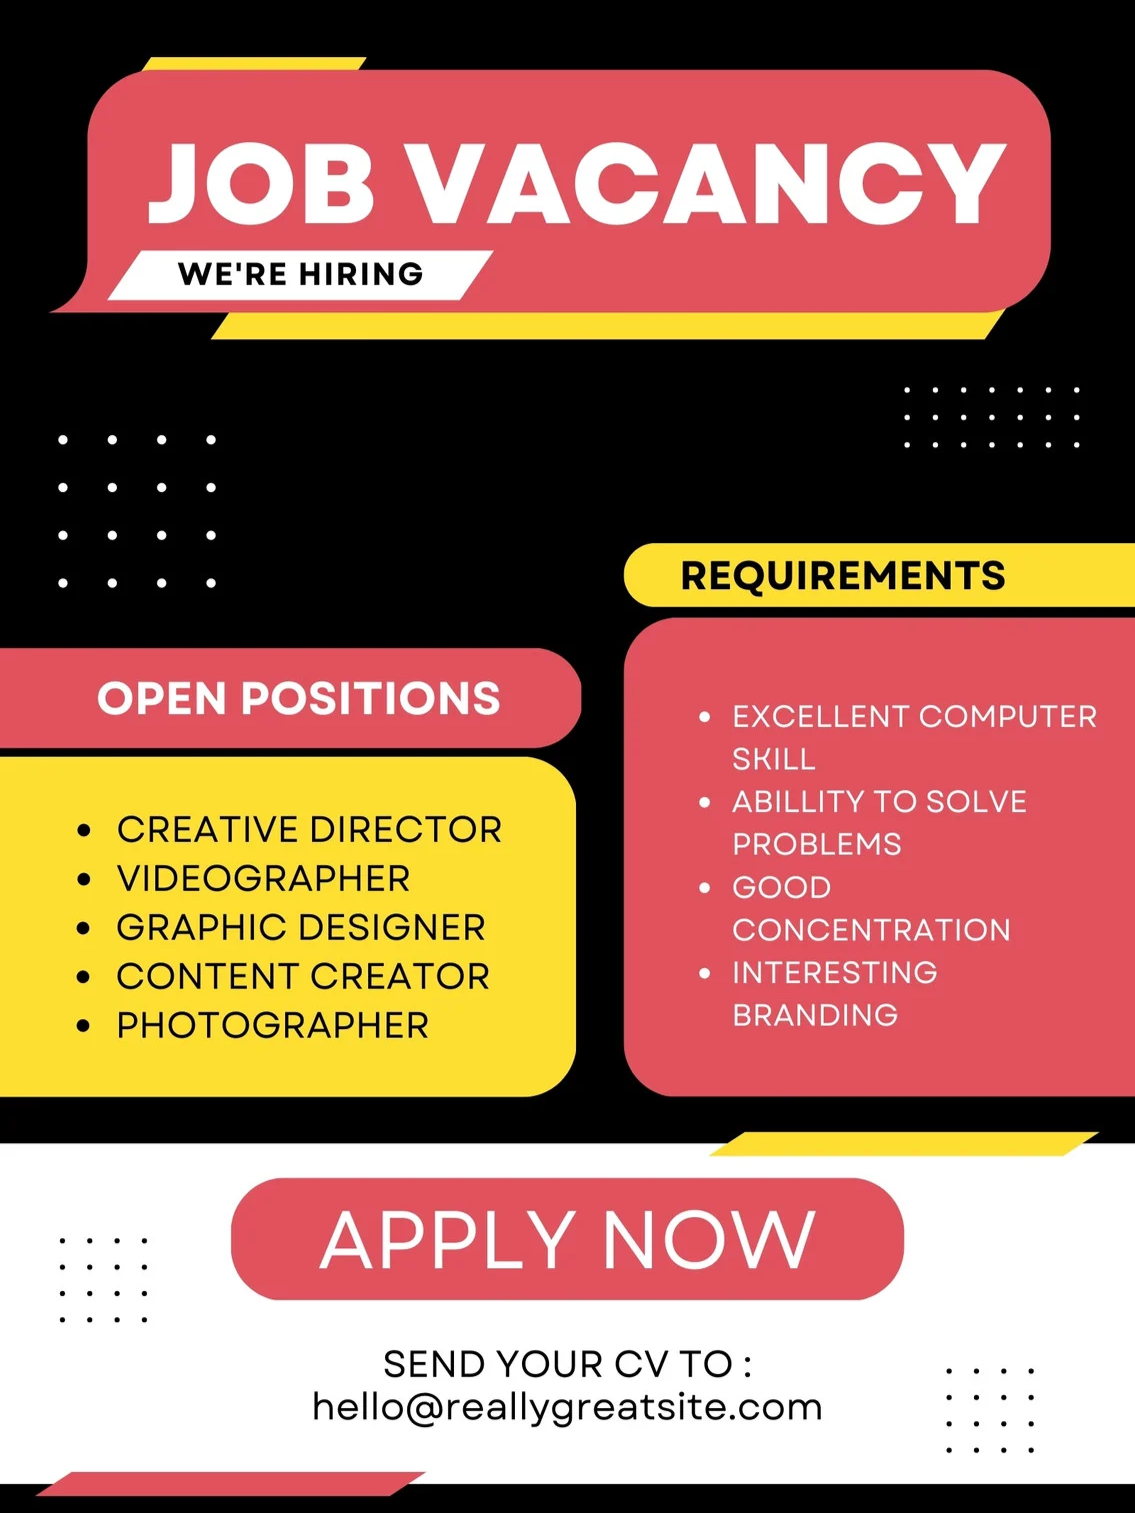 JOB VACANCY
WE'RE HIRING
REQUIREMENTS
OPEN POSITIONS
• EXCELLENT COMPUTER
SKILL
• ABILLITY TO SOLVE
PROBLEMS
• GOOD
CONCENTRATION
• INTERESTING
BRANDING
• CREATIVE DIRECTOR
• VIDEOGRAPHER
• GRAPHIC DESIGNER
• CONTENT CREATOR
• PHOTOGRAPHER
APPLY NOW
SEND YOUR CV TO :
hello@reallygreatsite.com